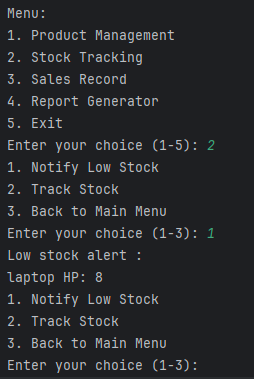 Menu:
1. Product Management
2. Stock Tracking
3. Sales Record
4. Report Generator
5. Exit
Enter your choice (1-5): 2
1. Notify Low Stock
2. Track Stock
3. Back to Main Menu
Enter your choice (1-3): 1
Low stock alert :
laptop HP: 8
1. Notify Low Stock
2. Track Stock
3. Back to Main Menu
Enter your choice (1-3):